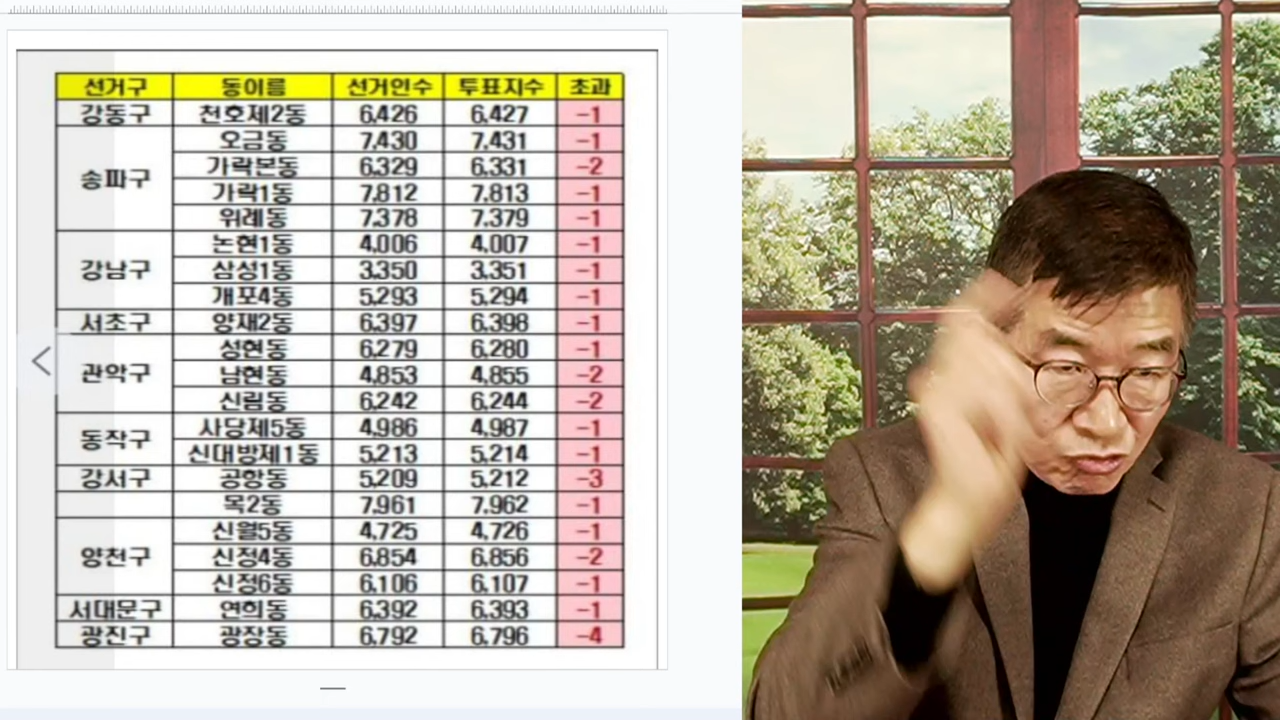 선거구 동이름 선거인수 투표지수 초과
강동구 천호제2동 6,426 6,427 -1
송파구 오금동 7,430 7,431 -1
가락본동 6,329 6,331 -2
가락1동 7,812 7,813 -1
위례동 7,378 7,379 -1
강남구 논현1동 4,006 4,007 -1
삼성1동 3,350 3,351 -1
개포4동 5,293 5,294 -1
서초구 양재2동 6,397 6,398 -1
관악구 성현동 6,279 6,280 -1
남현동 4,853 4,855 -2
신림동 6,242 6,244 -2
동작구 사당제5동 4,986 4,987 -1
신대방제1동 5,213 5,214 -1
강서구 공항동 5,209 5,212 -3
목2동 7,961 7,962 -1
양천구 신월5동 4,725 4,726 -1
신정4동 6,854 6,856 -2
신정6동 6,106 6,107 -1
서대문구 연희동 6,392 6,393 -1
광진구 광장동 6,792 6,796 -4